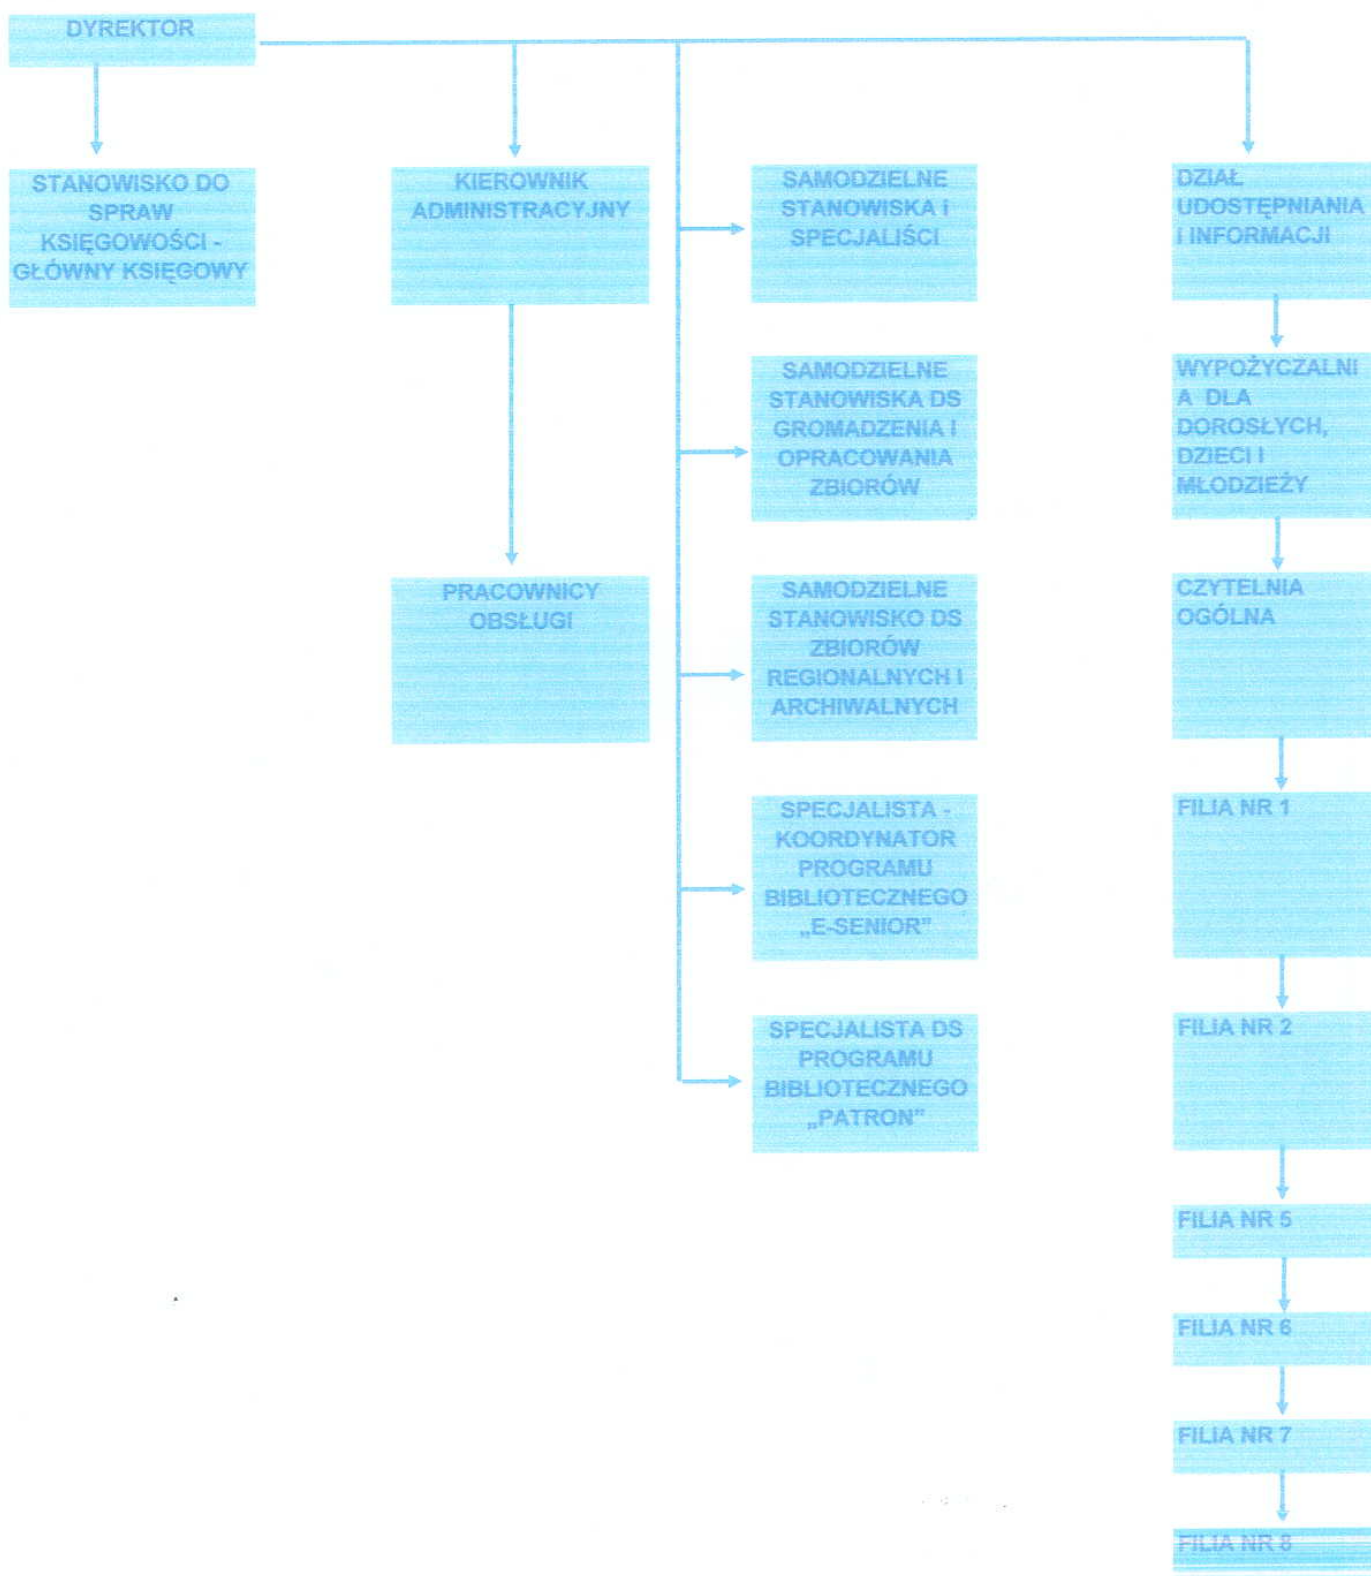 DYREKTOR
STANOWISKO DO
SPRAW
KSIĘGOWOŚCI -
GŁÓWNY KSIĘGOWY
KIEROWNIK
ADMINISTRACYJNY
PRACOWNICY
OBSŁUGI
SAMODZIELNE
STANOWISKA i
SPECJALIŚCI
SAMODZIELNE
STANOWISKA DS
GROMADZENIA I
OPRACOWANIA
ZBIORÓW
SAMODZIELNE
STANOWISKO DS
ZBIORÓW
REGIONALNYCH I
ARCHIWALNYCH
SPECJALISTA -
KOORDYNATOR
PROGRAMU
BIBLIOTECZNEGO
„E-SENIOR”
SPECJALISTA DS
PROGRAMU
BIBLIOTECZNEGO
„PATRON”
DZIAŁ
UDOSTĘPNIANIA
I INFORMACJI
WYPOŻYCZALNI
A DLA
DOROSŁYCH,
DZIECI I
MŁODZIEŻY
CZYTELNIA
OGÓLNA
FILIA NR 1
FILIA NR 2
FILIA NR 5
FILIA NR 6
FILIA NR 7
FILIA NR 8